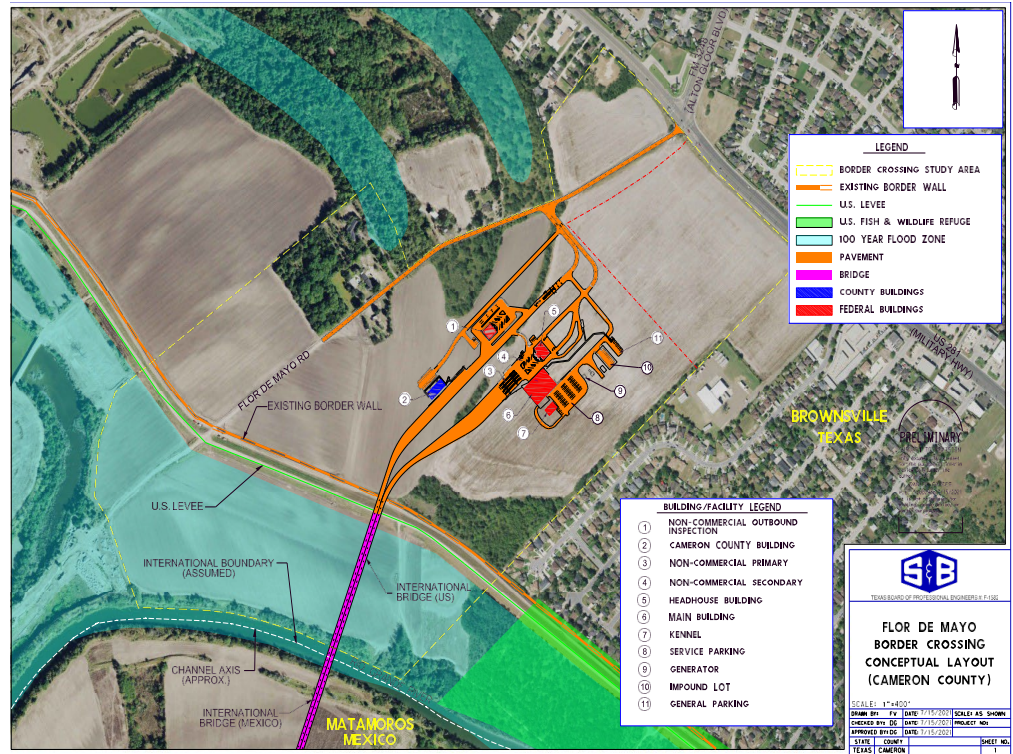 FM 3248
(ALTON GLOOR BLVD)
LEGEND
BORDER CROSSING STUDY AREA
EXISTING BORDER WALL
U.S. LEVEE
U.S. FISH & WILDLIFE REFUGE
100 YEAR FLOOD ZONE
PAVEMENT
BRIDGE
COUNTY BUILDINGS
FEDERAL BUILDINGS
US 281
(MILITARY HWY)
1
2
3
4
5
6
7
8
9
10
11
FLOR DE MAYO RD
EXISTING BORDER WALL
U.S. LEVEE
INTERNATIONAL BOUNDARY
(ASSUMED)
INTERNATIONAL
BRIDGE (US)
CHANNEL AXIS
(APPROX.)
INTERNATIONAL
BRIDGE (MEXICO)
MATAMOROS
MEXICO
BROWNSVILLE
TEXAS
PRELIMINARY
BUILDING/FACILITY LEGEND
1 NON-COMMERCIAL OUTBOUND
INSPECTION
2 CAMERON COUNTY BUILDING
3 NON-COMMERCIAL PRIMARY
4 NON-COMMERCIAL SECONDARY
5 HEADHOUSE BUILDING
6 MAIN BUILDING
7 KENNEL
8 SERVICE PARKING
9 GENERATOR
10 IMPOUND LOT
11 GENERAL PARKING
S&B
TEXAS BOARD OF PROFESSIONAL ENGINEERS # F-1582
FLOR DE MAYO
BORDER CROSSING
CONCEPTUAL LAYOUT
(CAMERON COUNTY)
SCALE: 1"=400'
DRAWN BY: FV DATE: 7/15/2021 SCALE: AS SHOWN
CHECKED BY: DG DATE: 7/15/2021 PROJECT NO:
APPROVED BY: DG DATE: 7/15/2021
STATE COUNTY SHEET NO.
TEXAS CAMERON 1